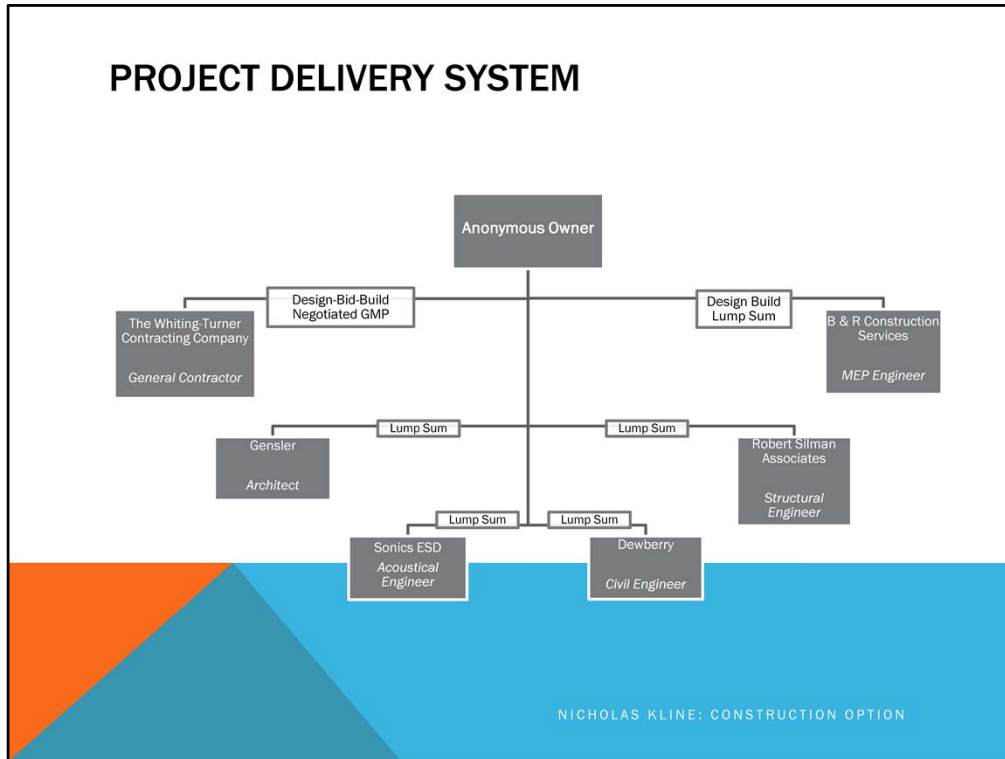 PROJECT DELIVERY SYSTEM
Anonymous Owner
Design-Bid-Build
Negotiated GMP
Design Build
Lump Sum
The Whiting-Turner
Contracting Company
General Contractor
B & R Construction
Services
MEP Engineer
Lump Sum
Lump Sum
Gensler
Architect
Robert Silman
Associates
Structural
Engineer
Lump Sum
Lump Sum
Sonics ESD
Acoustical
Engineer
Dewberry
Civil Engineer
NICHOLAS KLINE: CONSTRUCTION OPTION